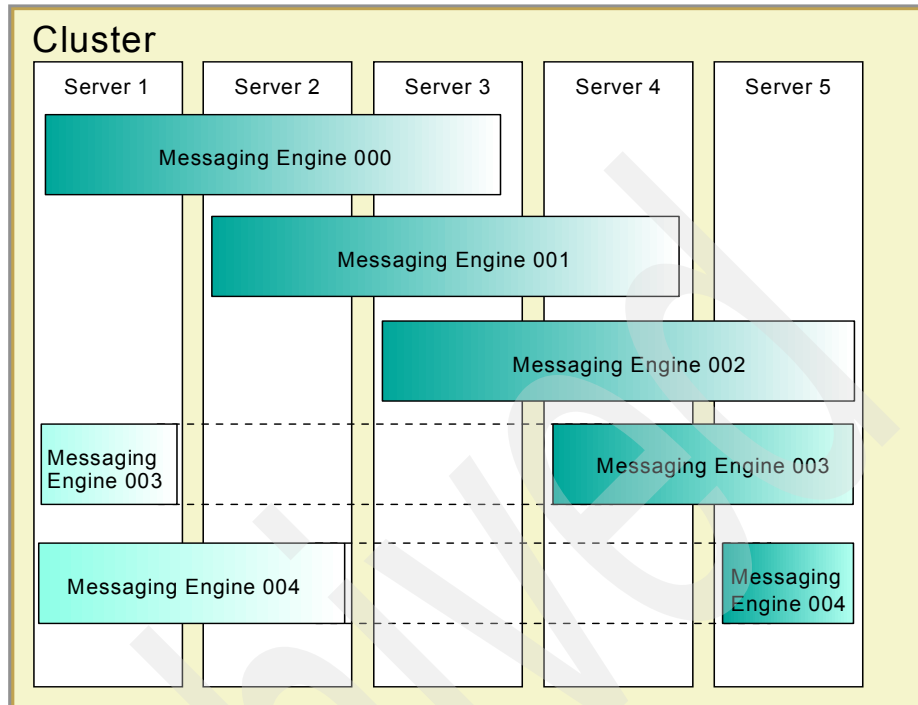 Cluster
Server 1
Server 2
Server 3
Server 4
Server 5
Messaging Engine 000
Messaging Engine 001
Messaging Engine 002
Messaging
Engine 003
Messaging Engine 003
Messaging Engine 004
Messaging
Engine 004